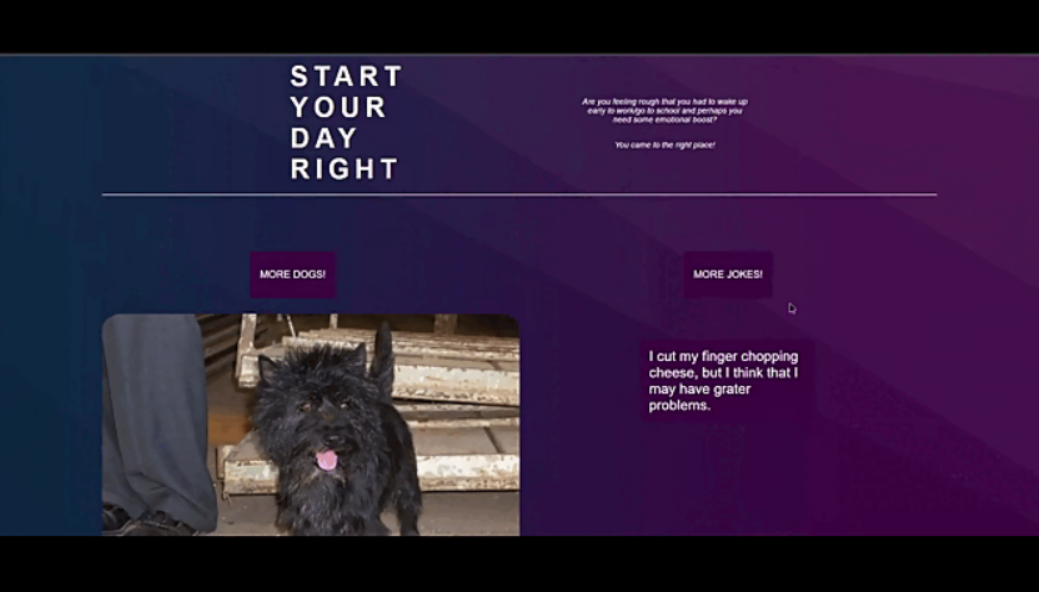 START
YOUR
DAY
RIGHT
Are you feeling rough that you had to wake up
early to work/go to school and perhaps you
need some emotional boost?
You came to the right place!
MORE DOGS!
MORE JOKES!
I cut my finger chopping
cheese, but I think that I
may have grater
problems.